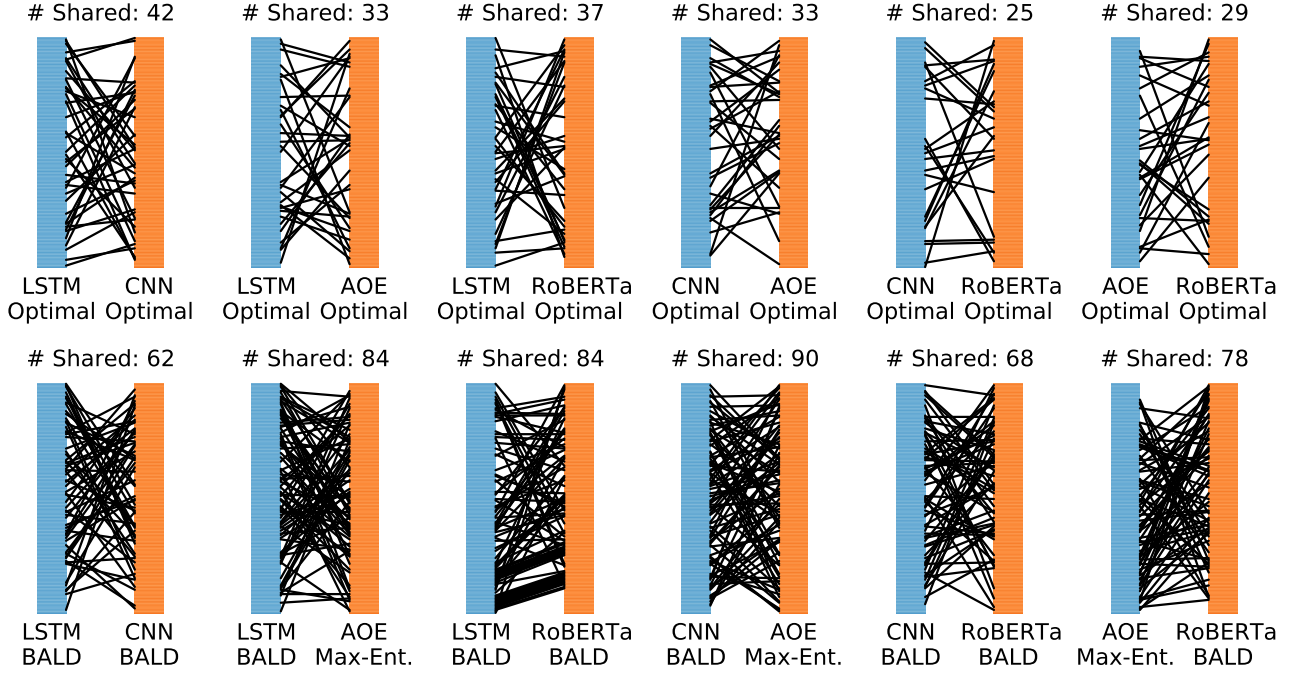 # Shared: 42 # Shared: 33 # Shared: 37 # Shared: 33 # Shared: 25 # Shared: 29
LSTM CNN LSTM AOE LSTM RoBERTa CNN AOE CNN RoBERTa AOE RoBERTa
Optimal Optimal Optimal Optimal Optimal Optimal Optimal Optimal Optimal Optimal Optimal Optimal
# Shared: 62 # Shared: 84 # Shared: 84 # Shared: 90 # Shared: 68 # Shared: 78
LSTM CNN LSTM AOE LSTM RoBERTa CNN AOE CNN RoBERTa AOE RoBERTa
BALD BALD BALD Max-Ent. BALD BALD BALD Max-Ent. BALD BALD Max-Ent. BALD